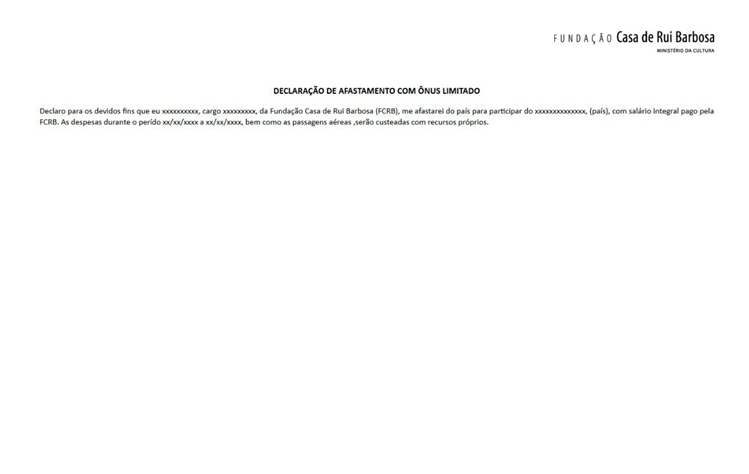 FUNDAÇÃO Casa de Rui Barbosa
MINISTÉRIO DA CULTURA
DECLARAÇÃO DE AFASTAMENTO COM ÔNUS LIMITADO
Declaro para os devidos fins que eu xxxxxxxxxx, cargo xxxxxxxxx, da Fundação Casa de Rui Barbosa (FCRB), me afastarei do país para participar do xxxxxxxxxxxxxx, (país), com salário integral pago pela
FCRB. As despesas durante o perído xx/xx/xxxx a xx/xx/xxxx, bem como as passagens aéreas ,serão custeadas com recursos próprios.